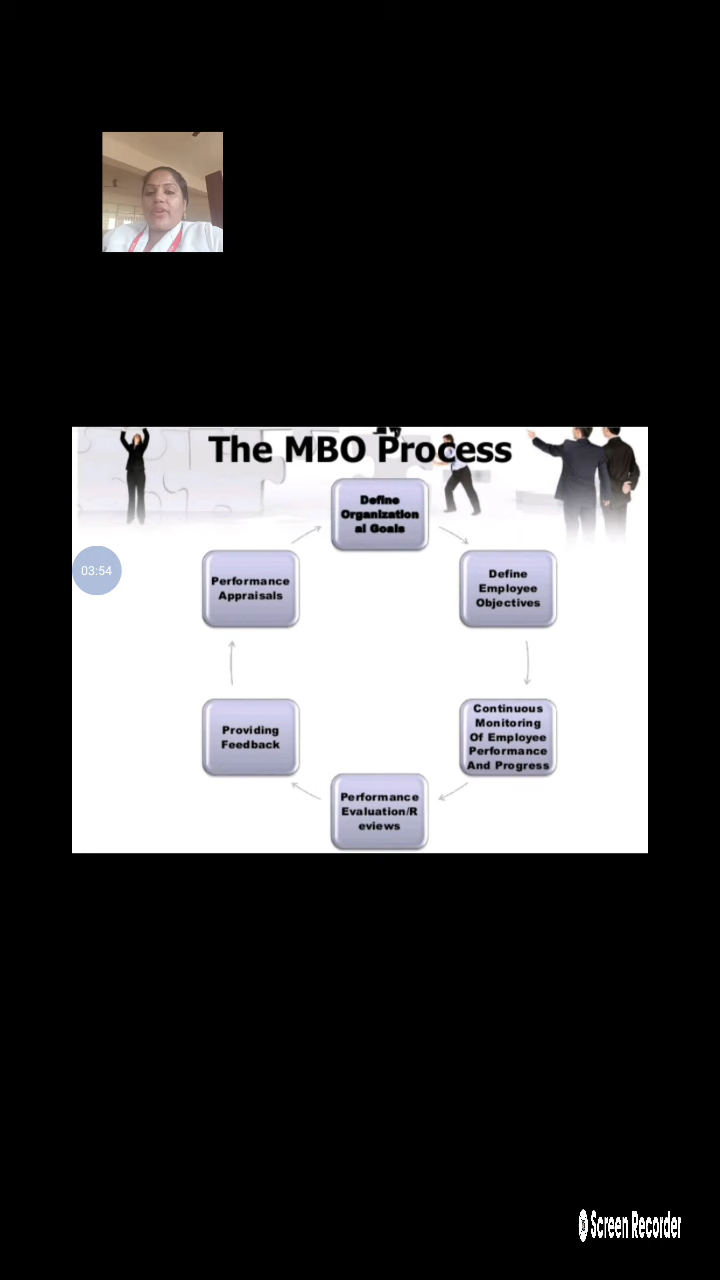 The MBO Process
Define
Organization
al Goals
Define
Employee
Objectives
Continuous
Monitoring
Of Employee
Performance
And Progress
Performance
Evaluation/R
eviews
Providing
Feedback
Performance
Appraisals
03:54
Screen Recorder